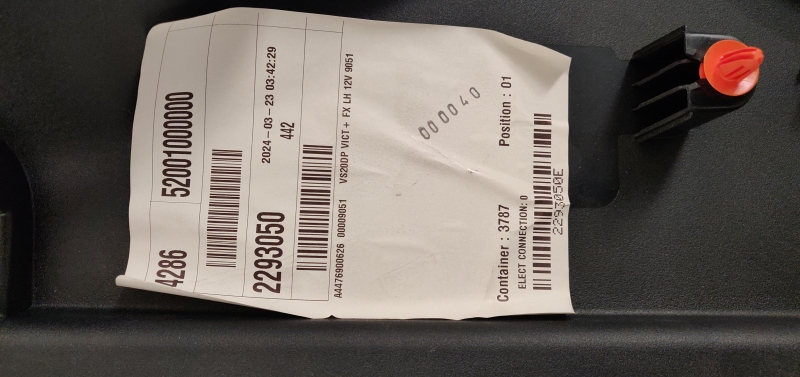 4286 52001000000
2293050 2024-03-23 03:42:29
442
A4476900626 00009051 VS20DP VICT+ FX LH 12V 9051
000040
Container : 3787 Position : 01
ELECT CONNECTION: 0
2293050E